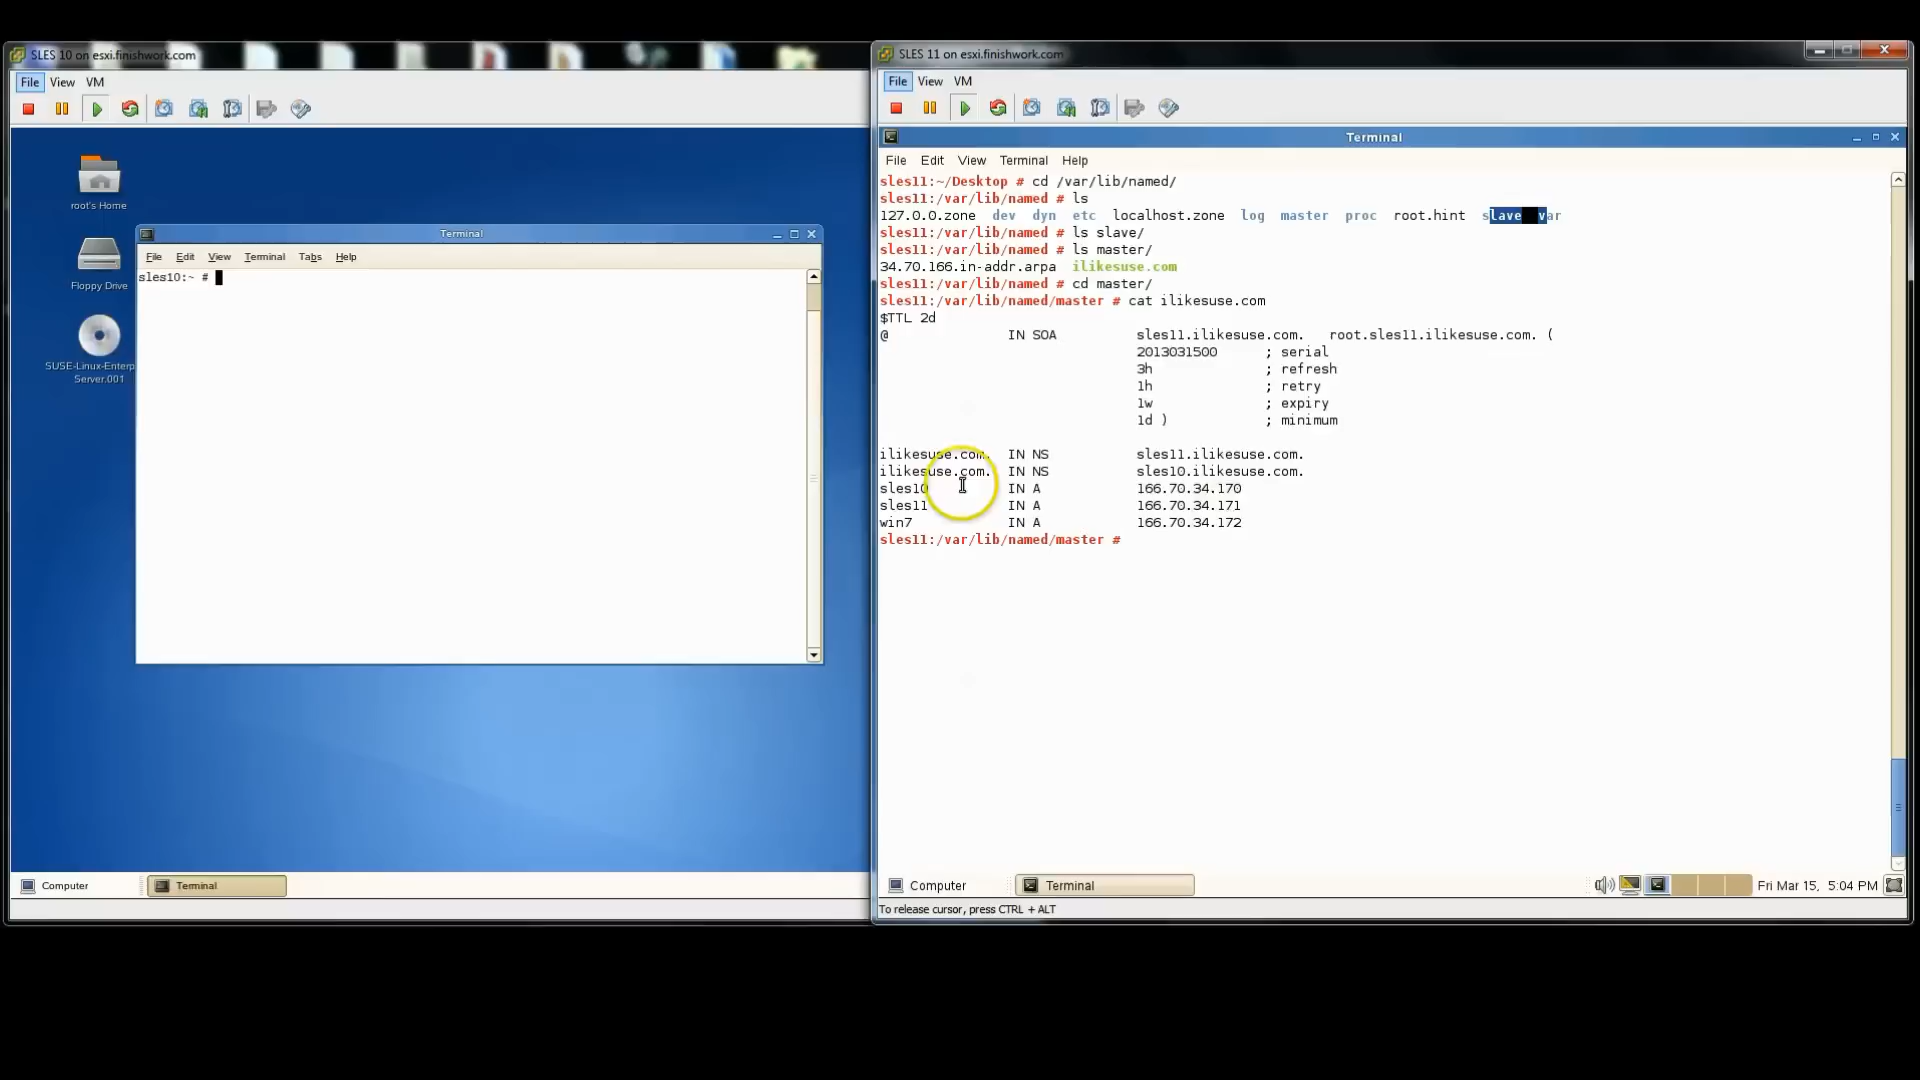 SLES 10 on esxi.finishwork.com
File View VM
root's Home
Floppy Drive
SUSE-Linux-Enterp
Server.001
Terminal
File Edit View Terminal Tabs Help
sles10:~ #
Computer Terminal
SLES 11 on esxi.finishwork.com
File View VM
Terminal
File Edit View Terminal Help
sles11:~/Desktop # cd /var/lib/named/
sles11:/var/lib/named # ls
127.0.0.zone dev dyn etc localhost.zone log master proc root.hint slave var
sles11:/var/lib/named # ls slave/
sles11:/var/lib/named # ls master/
34.70.166.in-addr.arpa ilikesuse.com
sles11:/var/lib/named # cd master/
sles11:/var/lib/named/master # cat ilikesuse.com
$TTL 2d
@ IN SOA sles11.ilikesuse.com. root.sles11.ilikesuse.com. (
2013031500 ; serial
3h ; refresh
1h ; retry
1w ; expiry
1d ) ; minimum
ilikesuse.com. IN NS sles11.ilikesuse.com.
ilikesuse.com. IN NS sles10.ilikesuse.com.
sles10 IN A 166.70.34.170
sles11 IN A 166.70.34.171
win7 IN A 166.70.34.172
sles11:/var/lib/named/master #
Computer Terminal Fri Mar 15, 5:04 PM
To release cursor, press CTRL + ALT